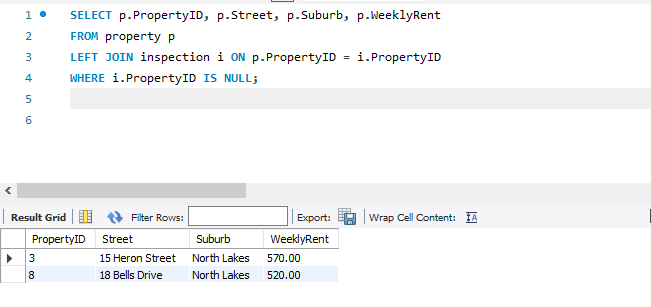 1 SELECT p.PropertyID, p.Street, p.Suburb, p.WeeklyRent
2 FROM property p
3 LEFT JOIN inspection i ON p.PropertyID = i.PropertyID
4 WHERE i.PropertyID IS NULL;
5
6
Result Grid Filter Rows: Export: Wrap Cell Content:
PropertyID Street Suburb WeeklyRent
3 15 Heron Street North Lakes 570.00
8 18 Bells Drive North Lakes 520.00